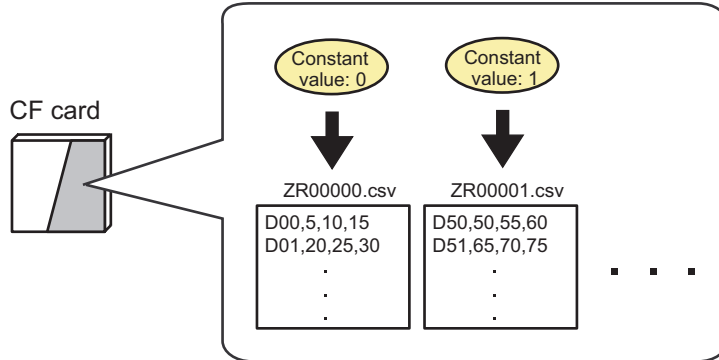 Constant
value: 0
Constant
value: 1
CF card
ZR00000.csv
ZR00001.csv
D00,5,10,15
D01,20,25,30
D50,50,55,60
D51,65,70,75